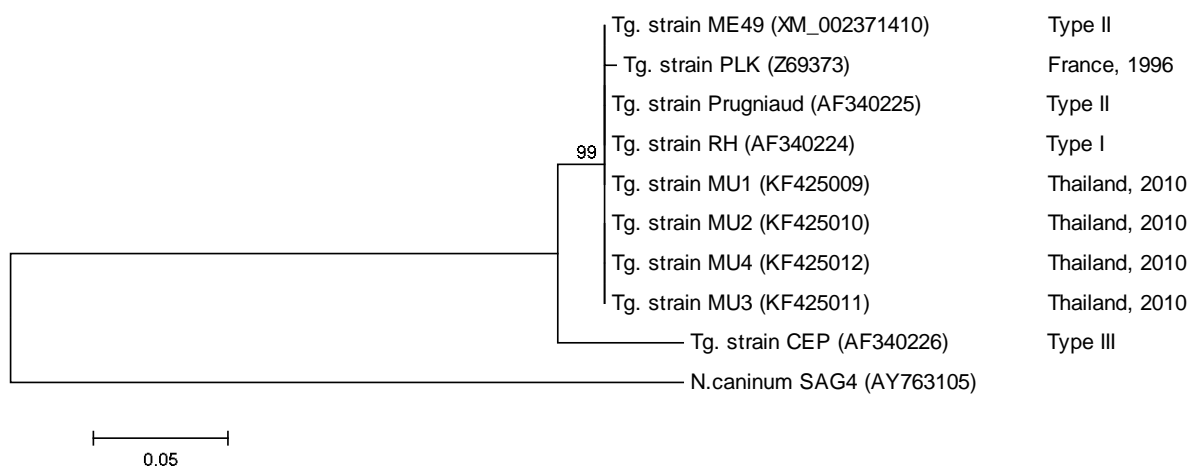 Tg. strain ME49 (XM_002371410) Type II
Tg. strain PLK (Z69373) France, 1996
Tg. strain Prugniaud (AF340225) Type II
Tg. strain RH (AF340224) Type I
99
Tg. strain MU1 (KF425009) Thailand, 2010
Tg. strain MU2 (KF425010) Thailand, 2010
Tg. strain MU4 (KF425012) Thailand, 2010
Tg. strain MU3 (KF425011) Thailand, 2010
Tg. strain CEP (AF340226) Type III
N.caninum SAG4 (AY763105)
0.05